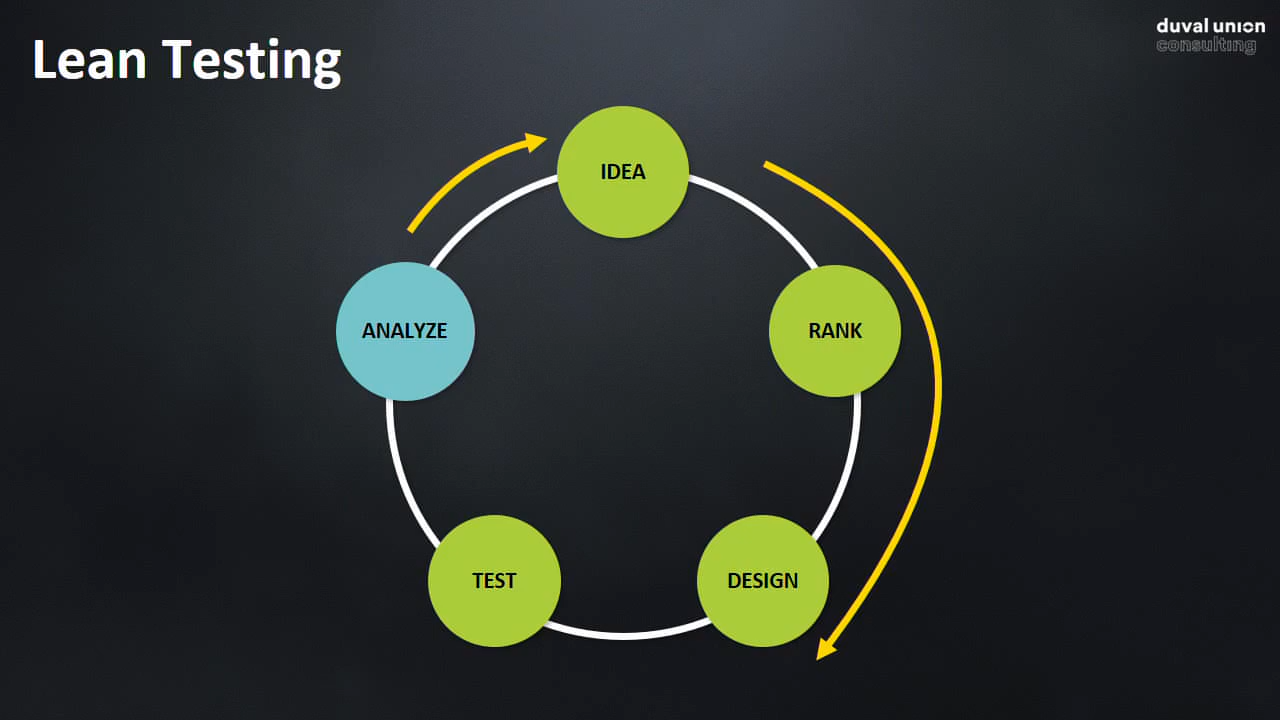 Lean Testing
duval union
consulting
IDEA
ANALYZE
RANK
TEST
DESIGN